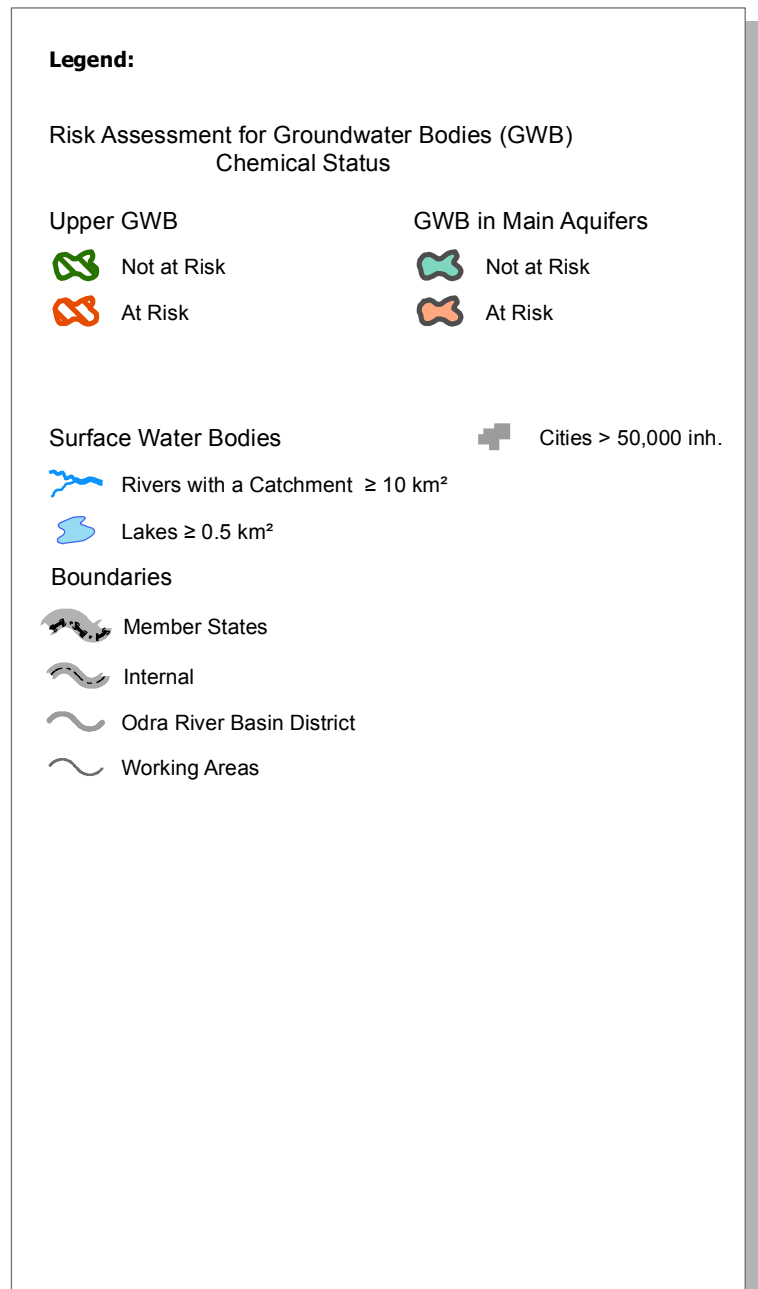 Legend:
Risk Assessment for Groundwater Bodies (GWB)
Chemical Status
Upper GWB
GWB in Main Aquifers
Not at Risk
Not at Risk
At Risk
At Risk
Surface Water Bodies
Cities > 50,000 inh.
Rivers with a Catchment ≥ 10 km²
Lakes ≥ 0.5 km²
Boundaries
Member States
Internal
Odra River Basin District
Working Areas